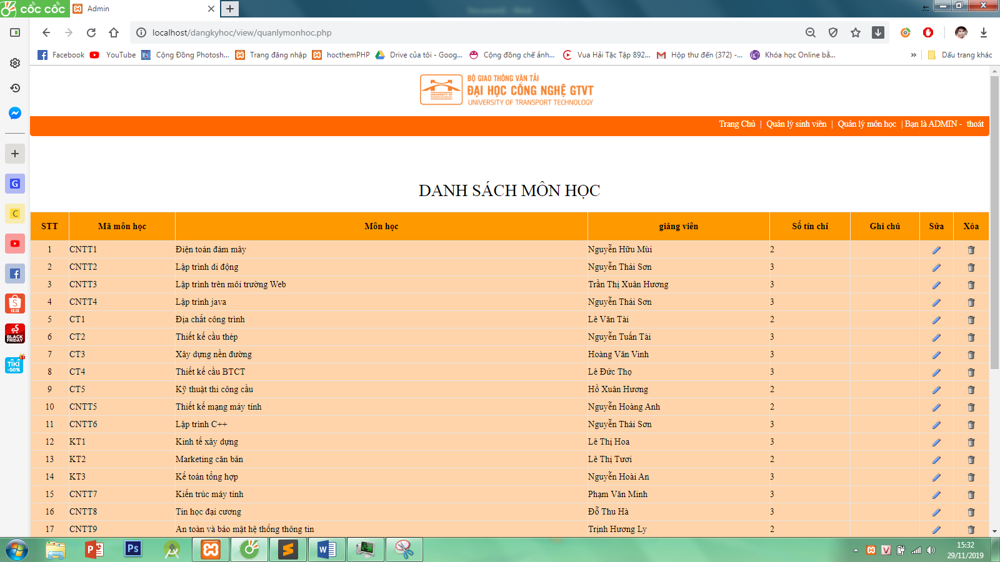 cốc cốc Admin
localhost/dangkyhoc/view/quanlymonhoc.php
Facebook YouTube Cộng Đồng Photosh... Trang đăng nhập hocthemPHP Drive của tôi - Goog... Cộng đồng chế ảnh... Vua Hải Tặc Tập 892... Hộp thư đến (372) -... Khóa học Online bằ... » Dấu trang khác
BỘ GIAO THÔNG VẬN TẢI
ĐẠI HỌC CÔNG NGHỆ GTVT
UNIVERSITY OF TRANSPORT TECHNOLOGY
Trang Chủ | Quản lý sinh viên | Quản lý môn học | Bạn là ADMIN - thoát
DANH SÁCH MÔN HỌC
STT Mã môn học Môn học giảng viên Số tín chỉ Ghi chú Sửa Xóa
1 CNTT1 Điện toán đám mây Nguyễn Hữu Mùi 2
2 CNTT2 Lập trình di động Nguyễn Thái Sơn 3
3 CNTT3 Lập trình trên môi trường Web Trần Thị Xuân Hương 3
4 CNTT4 Lập trình java Nguyễn Thái Sơn 3
5 CT1 Địa chất công trình Lê Văn Tài 2
6 CT2 Thiết kế cầu thép Nguyễn Tuấn Tài 3
7 CT3 Xây dựng nền đường Hoàng Văn Vinh 3
8 CT4 Thiết kế cầu BTCT Lê Đức Thọ 3
9 CT5 Kỹ thuật thi công cầu Hồ Xuân Hương 2
10 CNTT5 Thiết kế mạng máy tính Nguyễn Hoàng Anh 2
11 CNTT6 Lập trình C++ Nguyễn Thái Sơn 3
12 KT1 Kinh tế xây dựng Lê Thị Hoa 3
13 KT2 Marketing căn bản Lê Thị Tươi 2
14 KT3 Kế toán tổng hợp Nguyễn Hoài An 3
15 CNTT7 Kiến trúc máy tính Phạm Văn Minh 3
16 CNTT8 Tin học đại cương Đỗ Thu Hà 3
17 CNTT9 An toàn và bảo mật hệ thống thông tin Trịnh Hương Ly 2
G
C
S
12.12
BLACK
FRIDAY
TIKI
-50%
Ps
15:32
29/11/2019